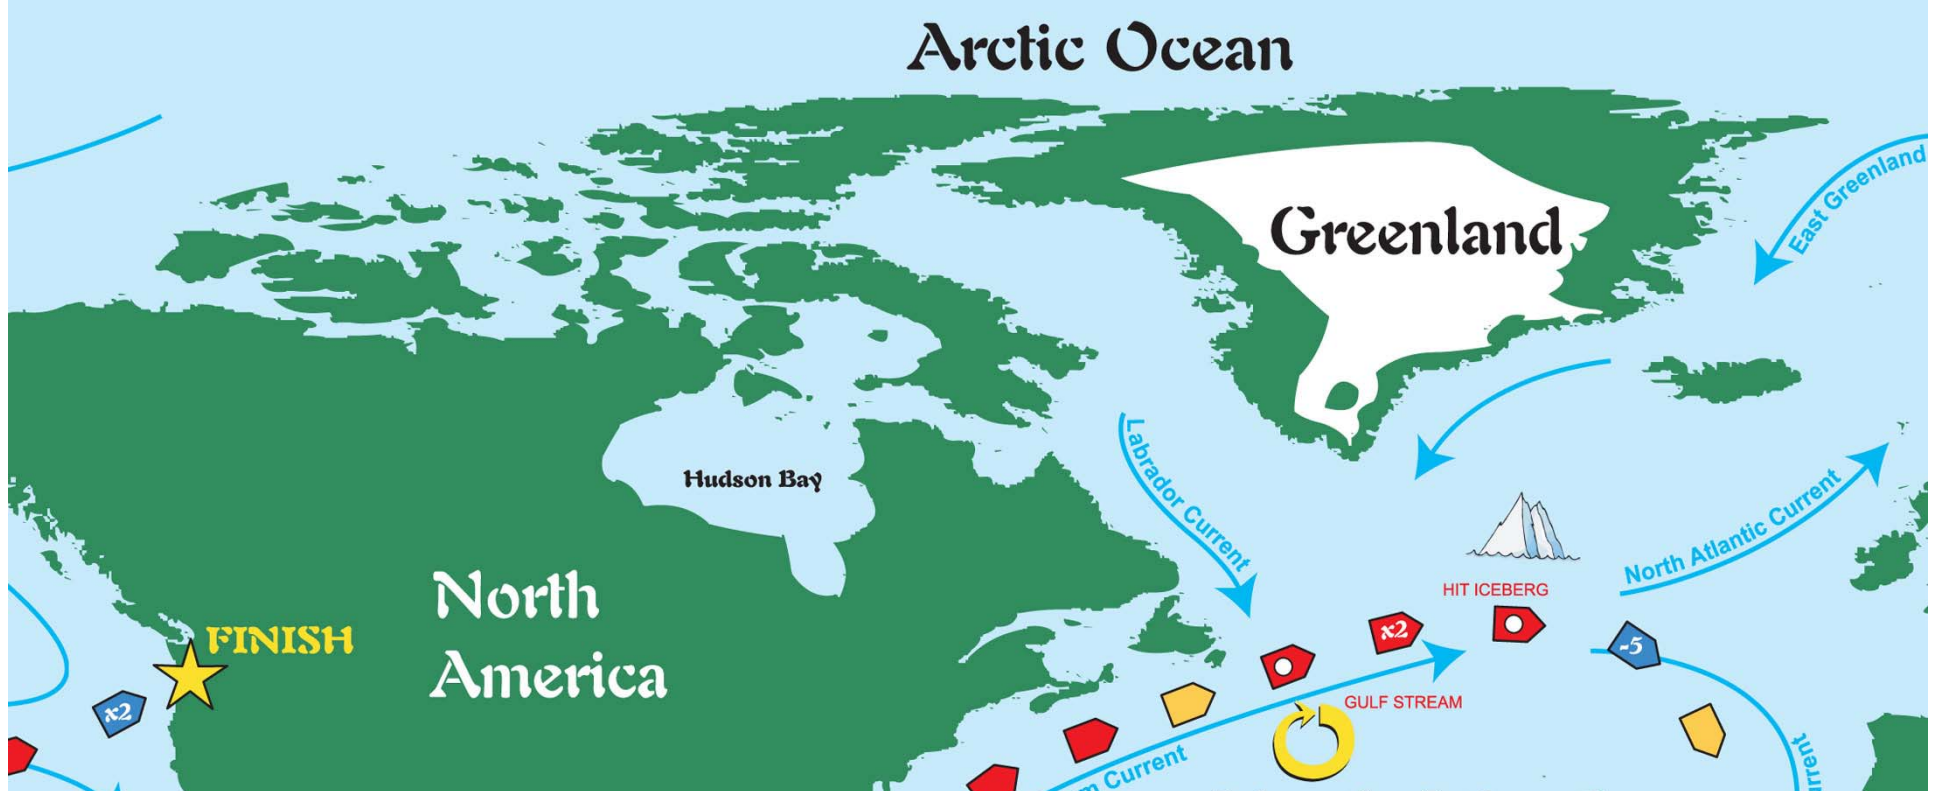 Arctic Ocean
East Greenland
Greenland
Labrador Current
Hudson Bay
North Atlantic Current
HIT ICEBERG
North
America
FINISH
x2
x2
-5
GULF STREAM
Current